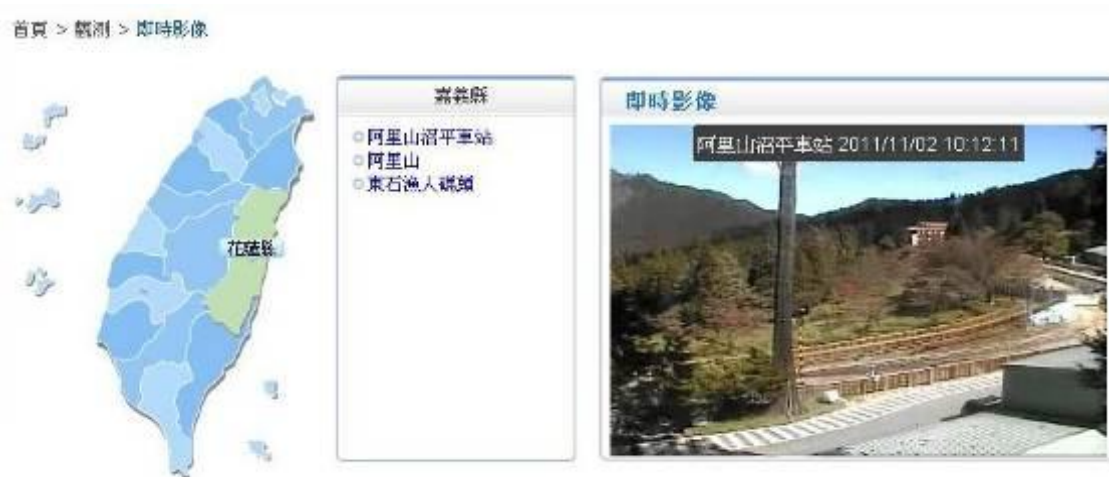 首頁 > 觀測 > 即時影像
花蓮縣
嘉義縣
阿里山沼平車站
阿里山
東石漁人碼頭
即時影像
阿里山沼平車站 2011/11/02 10:12:11